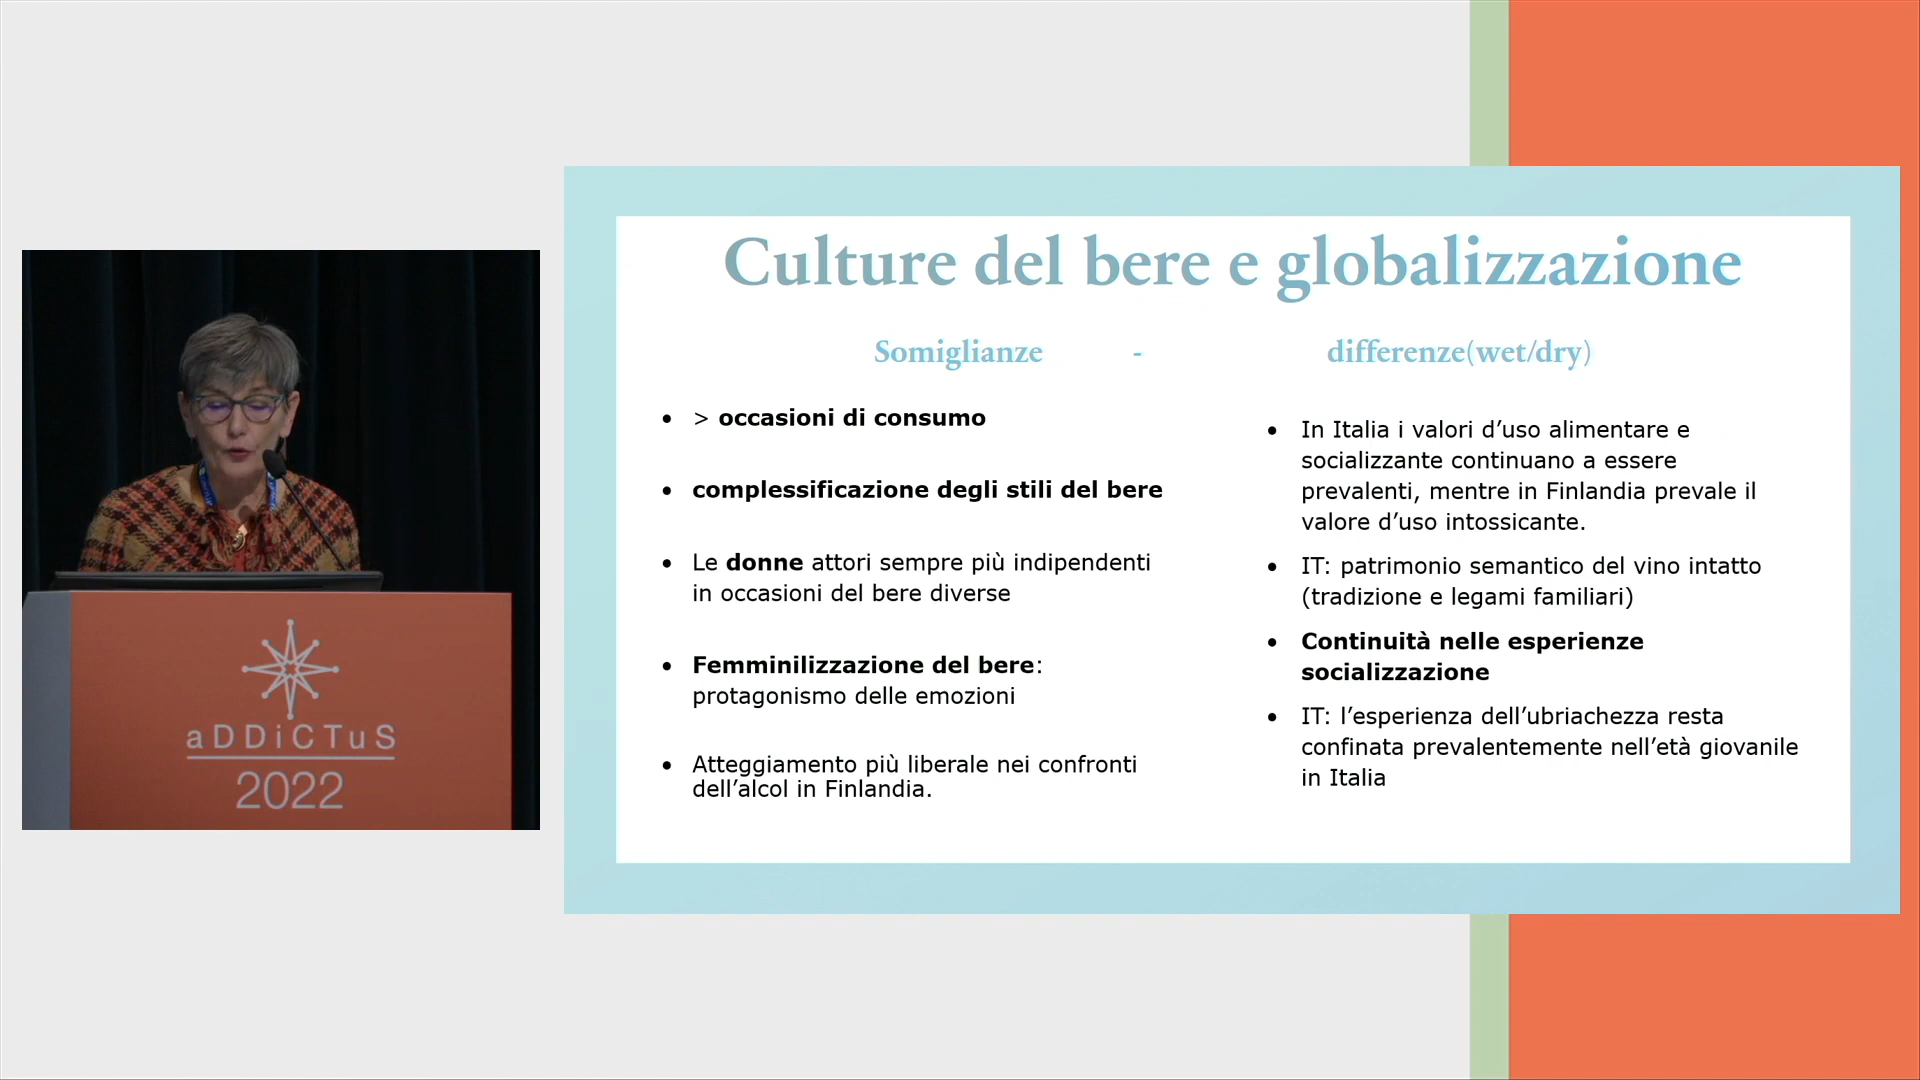 Culture del bere e globalizzazione
Somiglianze - differenze(wet/dry)
• > occasioni di consumo
• complessificazione degli stili del bere
• Le donne attori sempre più indipendenti
in occasioni del bere diverse
• Femminilizzazione del bere:
protagonismo delle emozioni
• Atteggiamento più liberale nei confronti
dell’alcol in Finlandia.
• In Italia i valori d’uso alimentare e
socializzante continuano a essere
prevalenti, mentre in Finlandia prevale il
valore d’uso intossicante.
• IT: patrimonio semantico del vino intatto
(tradizione e legami familiari)
• Continuità nelle esperienze
socializzazione
• IT: l’esperienza dell’ubriachezza resta
confinata prevalentemente nell’età giovanile
in Italia
aDDiCTuS
2022